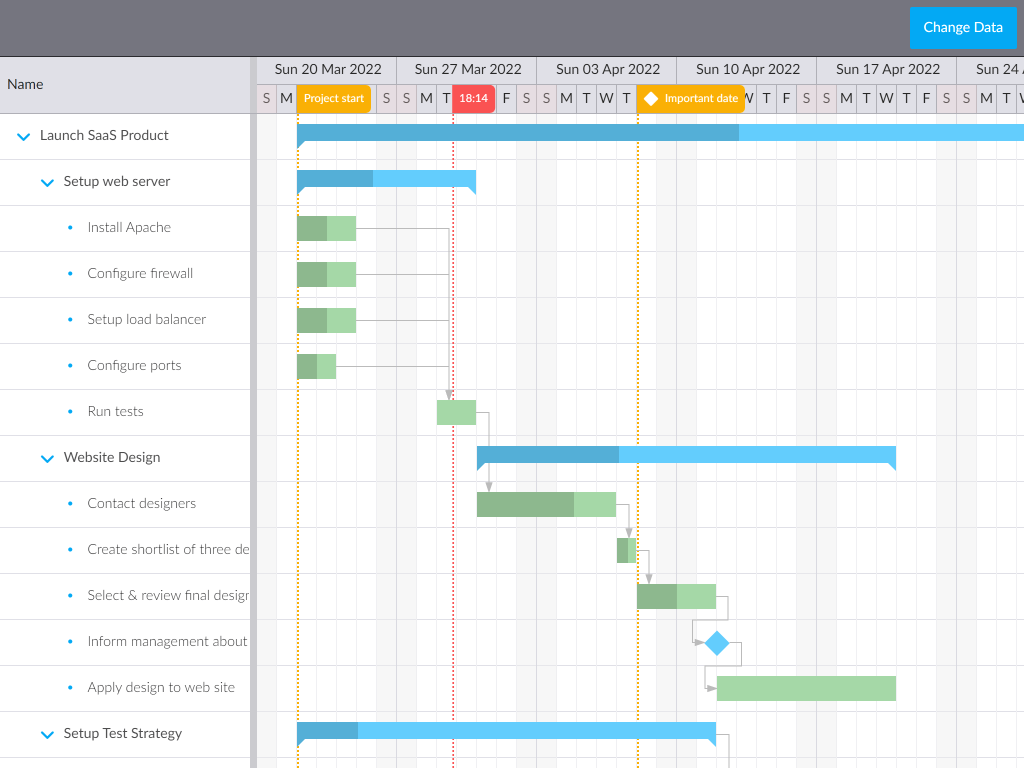 Change Data
Name
Sun 20 Mar 2022 Sun 27 Mar 2022 Sun 03 Apr 2022 Sun 10 Apr 2022 Sun 17 Apr 2022 Sun 24
S M Project start S S M T 18:14 F S S M T W T Important date W T F S S M T W T F S S M T
Launch SaaS Product
Setup web server
Install Apache
Configure firewall
Setup load balancer
Configure ports
Run tests
Website Design
Contact designers
Create shortlist of three de
Select & review final design
Inform management about
Apply design to web site
Setup Test Strategy